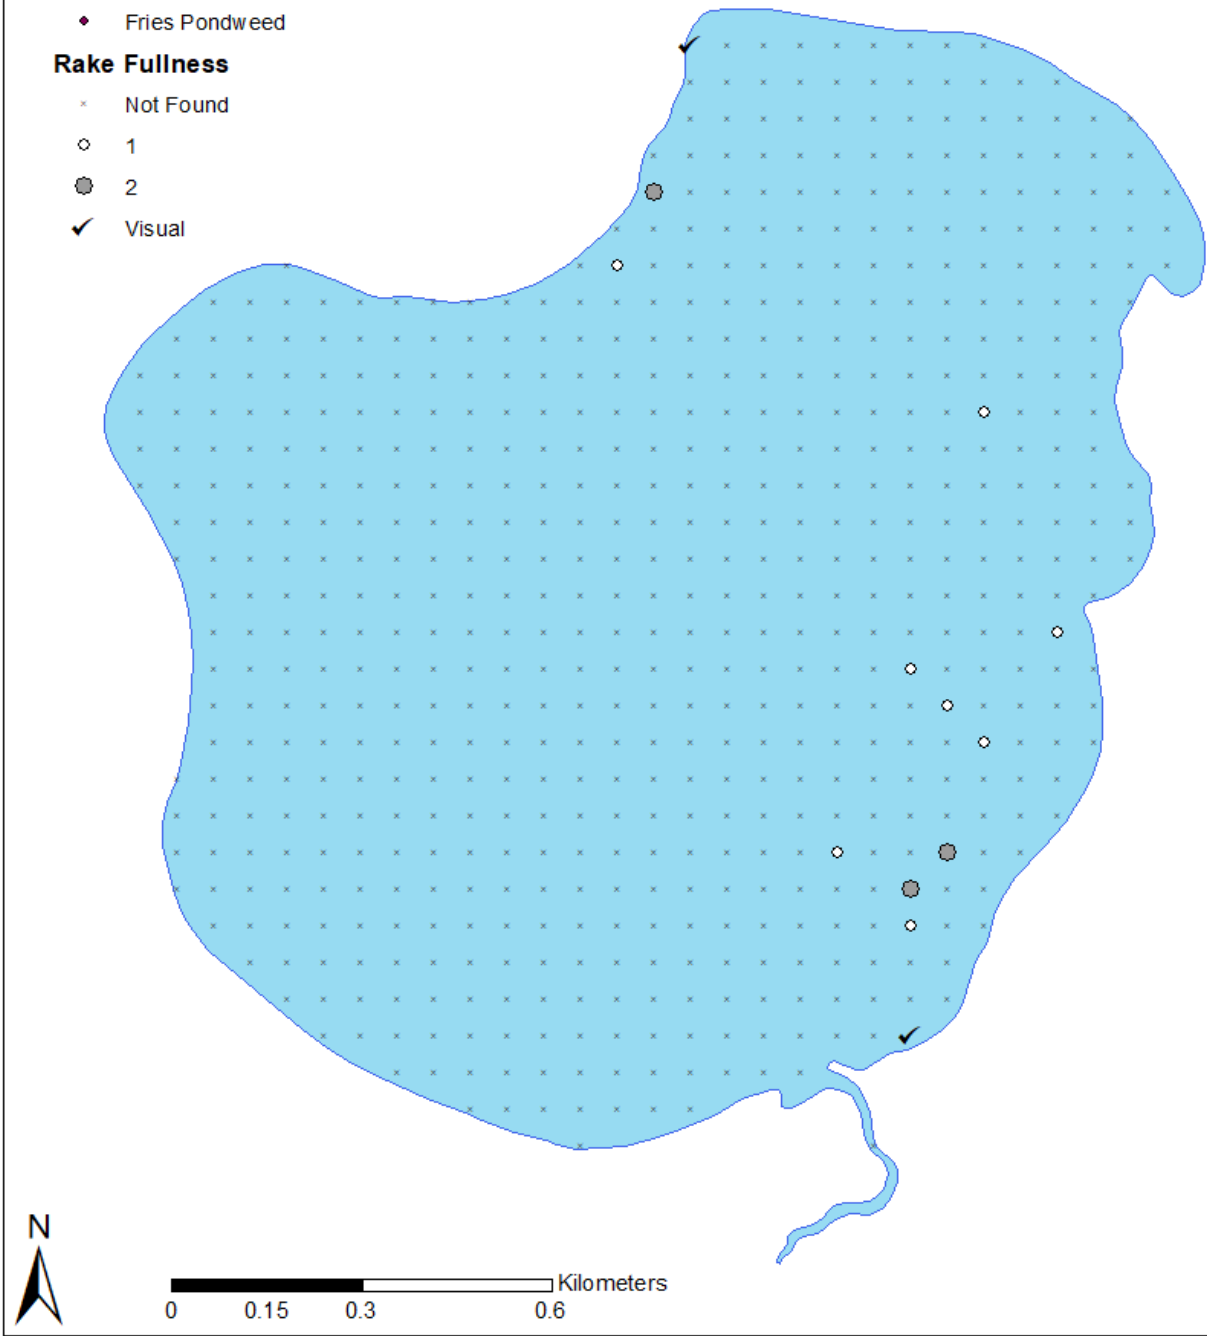 Fries Pondweed
Rake Fullness
Not Found
1
2
Visual
N
Kilometers
0 0.15 0.3 0.6